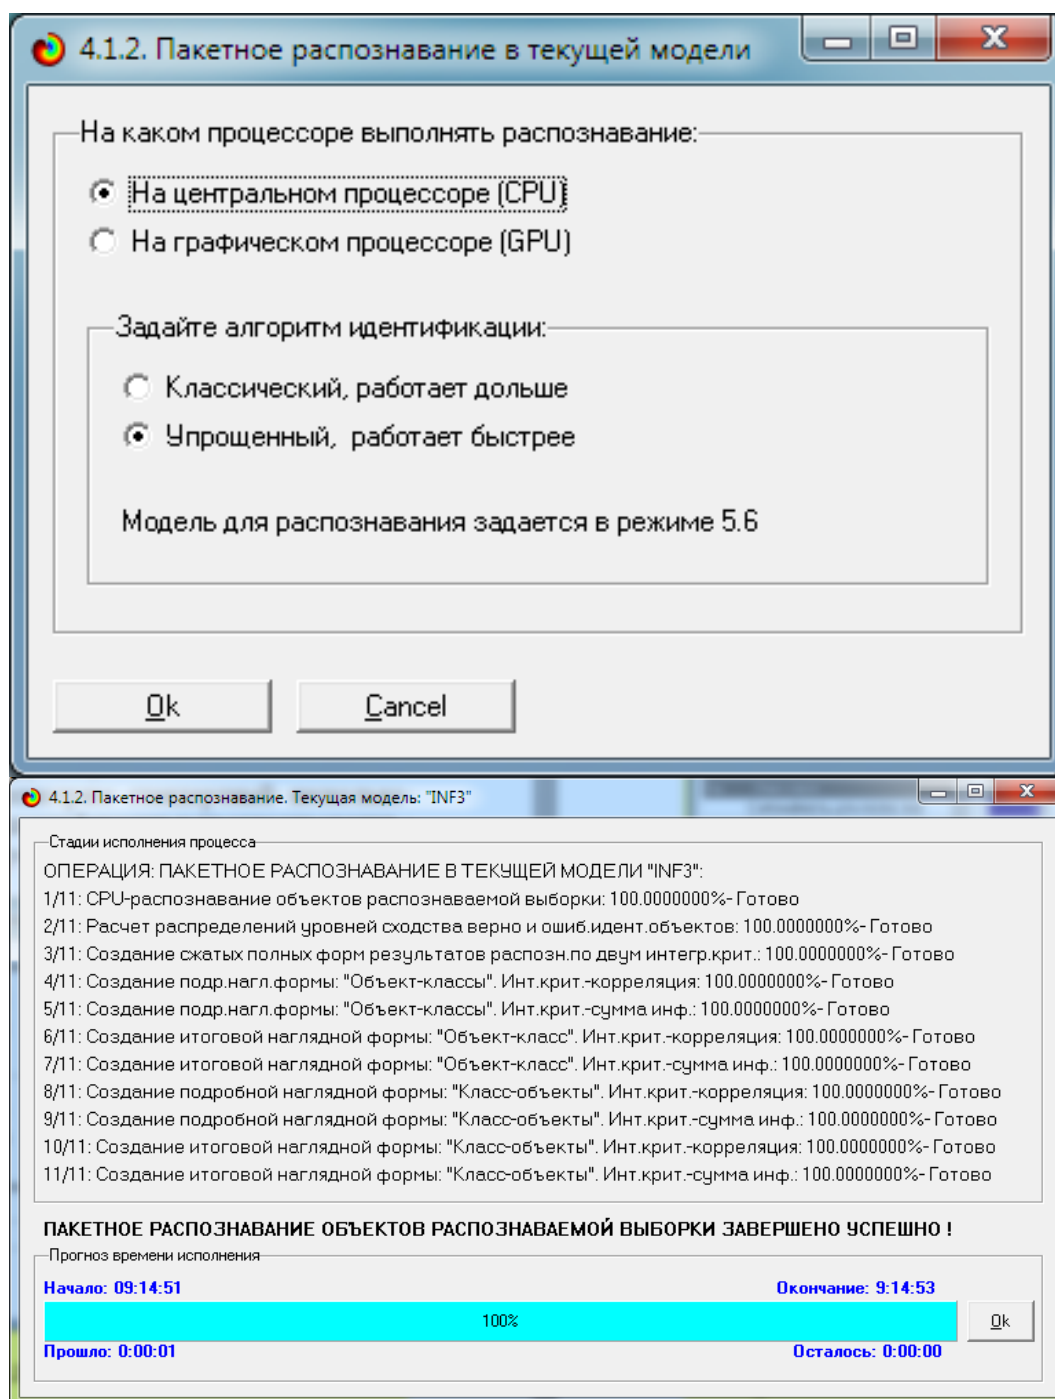 4.1.2. Пакетное распознавание в текущей модели
На каком процессоре выполнять распознавание:
На центральном процессоре (CPU)
На графическом процессоре (GPU)
Задайте алгоритм идентификации:
Классический, работает дольше
Упрощенный, работает быстрее
Модель для распознавания задается в режиме 5.6
Ok Cancel
4.1.2. Пакетное распознавание. Текущая модель: "INF3"
Стадии исполнения процесса
ОПЕРАЦИЯ: ПАКЕТНОЕ РАСПОЗНАВАНИЕ В ТЕКУЩЕЙ МОДЕЛИ "INF3":
1/11: CPU-распознавание объектов распознаваемой выборки: 100.0000000%- Готово
2/11: Расчет распределений уровней сходства верно и ошиб.идент.объектов: 100.0000000%- Готово
3/11: Создание сжатых полных форм результатов распозн.по двум интегр.крит.: 100.0000000%- Готово
4/11: Создание подр.нагл.формы: "Объект-классы". Инт.крит.-корреляция: 100.0000000%- Готово
5/11: Создание подр.нагл.формы: "Объект-классы". Инт.крит.-сумма инф.: 100.0000000%- Готово
6/11: Создание итоговой наглядной формы: "Объект-класс". Инт.крит.-корреляция: 100.0000000%- Готово
7/11: Создание итоговой наглядной формы: "Объект-класс". Инт.крит.-сумма инф.: 100.0000000%- Готово
8/11: Создание подробной наглядной формы: "Класс-объекты". Инт.крит.-корреляция: 100.0000000%- Готово
9/11: Создание подробной наглядной формы: "Класс-объекты". Инт.крит.-сумма инф.: 100.0000000%- Готово
10/11: Создание итоговой наглядной формы: "Класс-объекты". Инт.крит.-корреляция: 100.0000000%- Готово
11/11: Создание итоговой наглядной формы: "Класс-объекты". Инт.крит.-сумма инф.: 100.0000000%- Готово
ПАКЕТНОЕ РАСПОЗНАВАНИЕ ОБЪЕКТОВ РАСПОЗНАВАЕМОЙ ВЫБОРКИ ЗАВЕРШЕНО УСПЕШНО !
Прогноз времени исполнения
Начало: 09:14:51 Окончание: 9:14:53
100% Ok
Прошло: 0:00:01 Осталось: 0:00:00